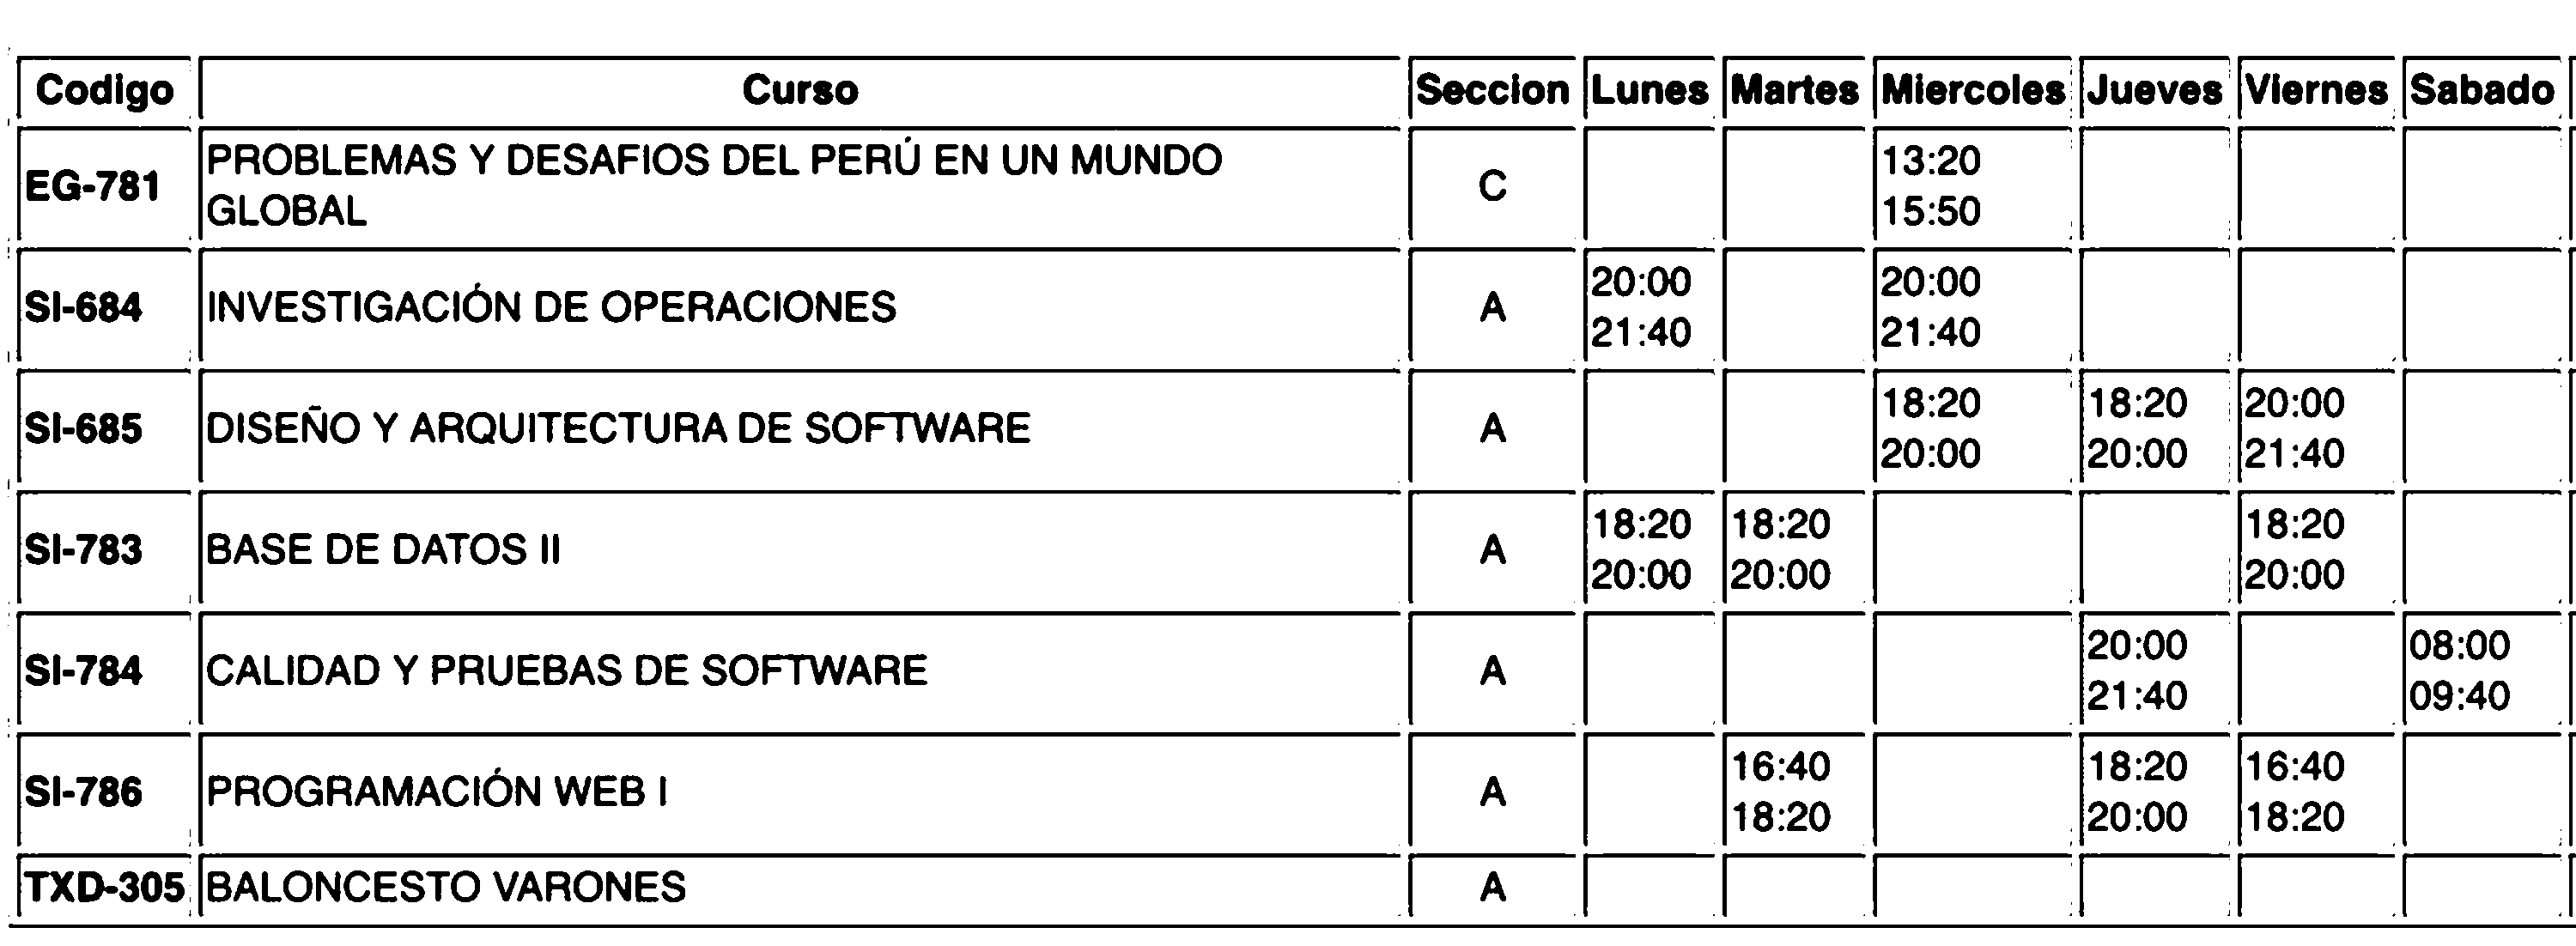 Codigo Curso Seccion Lunes Martes Miercoles Jueves Viernes Sabado
EG-781 PROBLEMAS Y DESAFIOS DEL PERÚ EN UN MUNDO GLOBAL C 13:20 15:50
SI-684 INVESTIGACIÓN DE OPERACIONES A 20:00 21:40 20:00 21:40
SI-685 DISEÑO Y ARQUITECTURA DE SOFTWARE A 18:20 20:00 18:20 20:00 20:00 21:40
SI-783 BASE DE DATOS II A 18:20 20:00 18:20 20:00 18:20 20:00
SI-784 CALIDAD Y PRUEBAS DE SOFTWARE A 20:00 21:40 08:00 09:40
SI-786 PROGRAMACIÓN WEB I A 16:40 18:20 18:20 20:00 16:40 18:20
TXD-305 BALONCESTO VARONES A